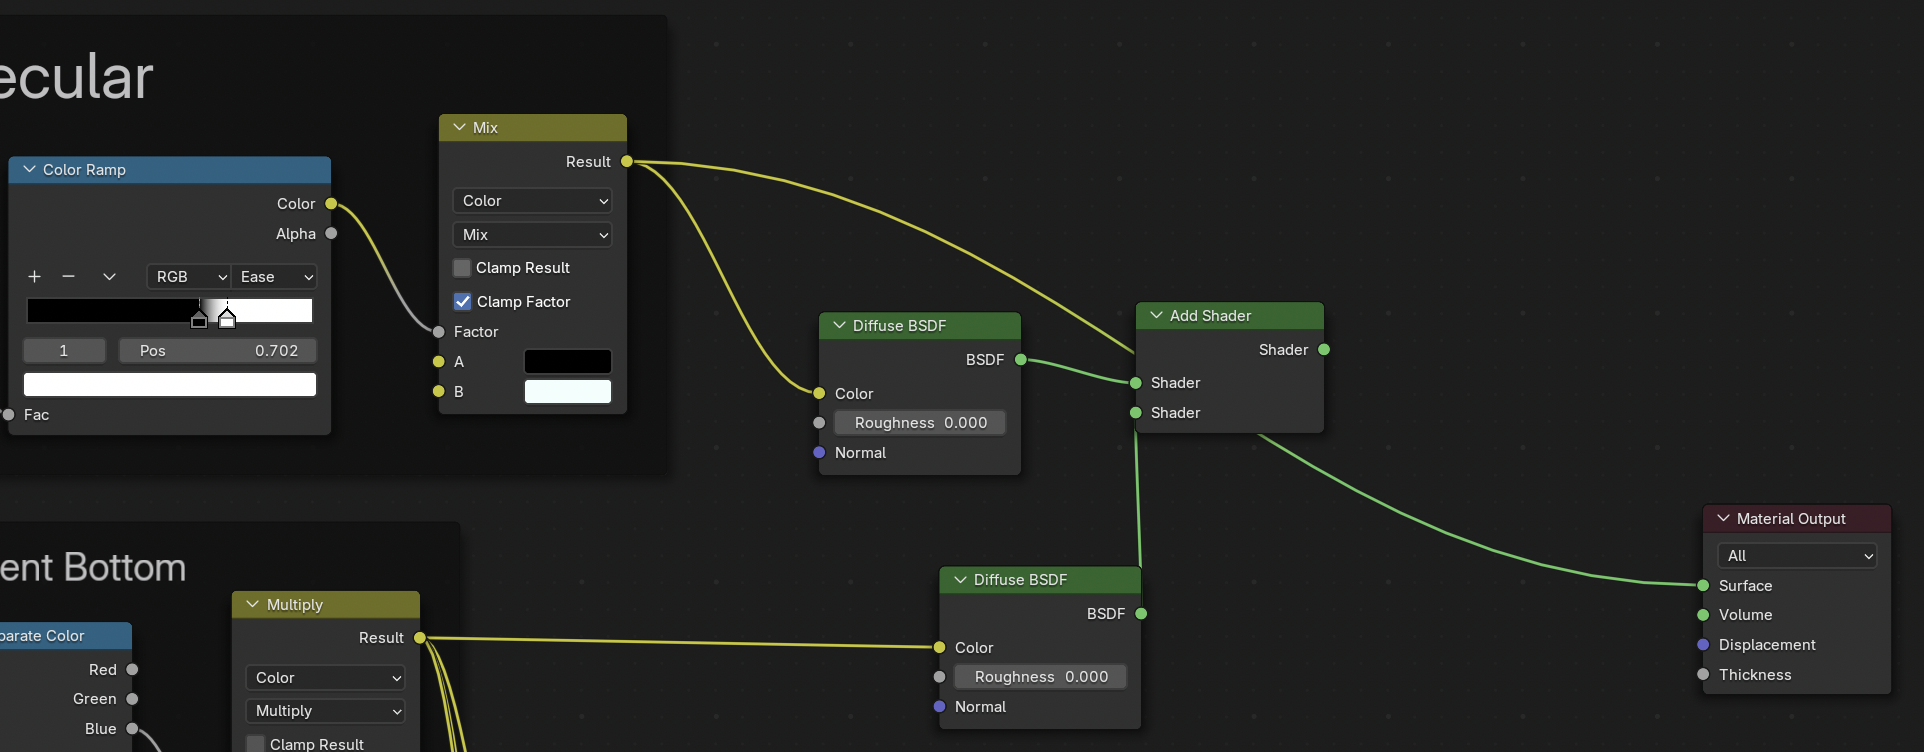 ecular
Color Ramp
Color
Alpha
RGB
Ease
1
Pos 0.702
Fac
Mix
Result
Color
Mix
Clamp Result
Clamp Factor
Factor
A
B
Diffuse BSDF
BSDF
Color
Roughness 0.000
Normal
Add Shader
Shader
Shader
Shader
Material Output
All
Surface
Volume
Displacement
Thickness
ent Bottom
parate Color
Red
Green
Blue
Multiply
Result
Color
Multiply
Clamp Result
Diffuse BSDF
BSDF
Color
Roughness 0.000
Normal